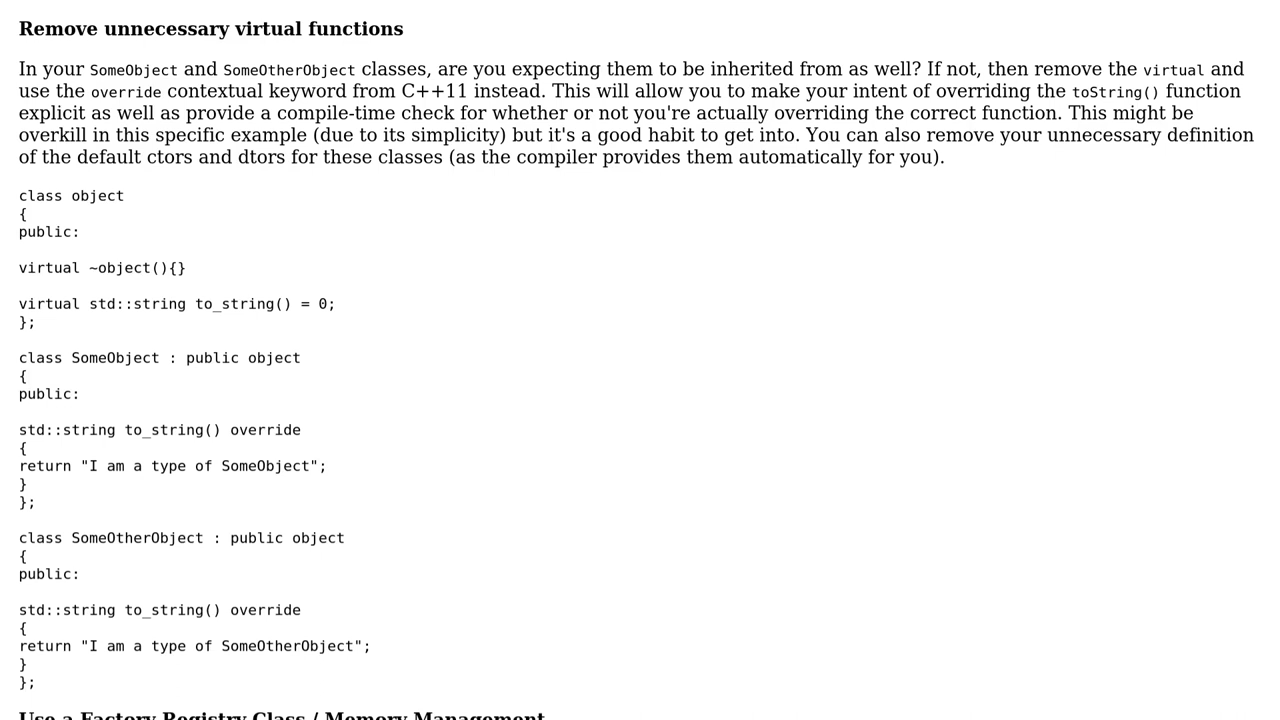 Remove unnecessary virtual functions
In your SomeObject and SomeOtherObject classes, are you expecting them to be inherited from as well? If not, then remove the virtual and
use the override contextual keyword from C++11 instead. This will allow you to make your intent of overriding the toString() function
explicit as well as provide a compile-time check for whether or not you're actually overriding the correct function. This might be
overkill in this specific example (due to its simplicity) but it's a good habit to get into. You can also remove your unnecessary definition
of the default ctors and dtors for these classes (as the compiler provides them automatically for you).
class object
{
public:
virtual ~object(){}
virtual std::string to_string() = 0;
};
class SomeObject : public object
{
public:
std::string to_string() override
{
return "I am a type of SomeObject";
}
};
class SomeOtherObject : public object
{
public:
std::string to_string() override
{
return "I am a type of SomeOtherObject";
}
};
Use a Factory Registry Class / Memory Management